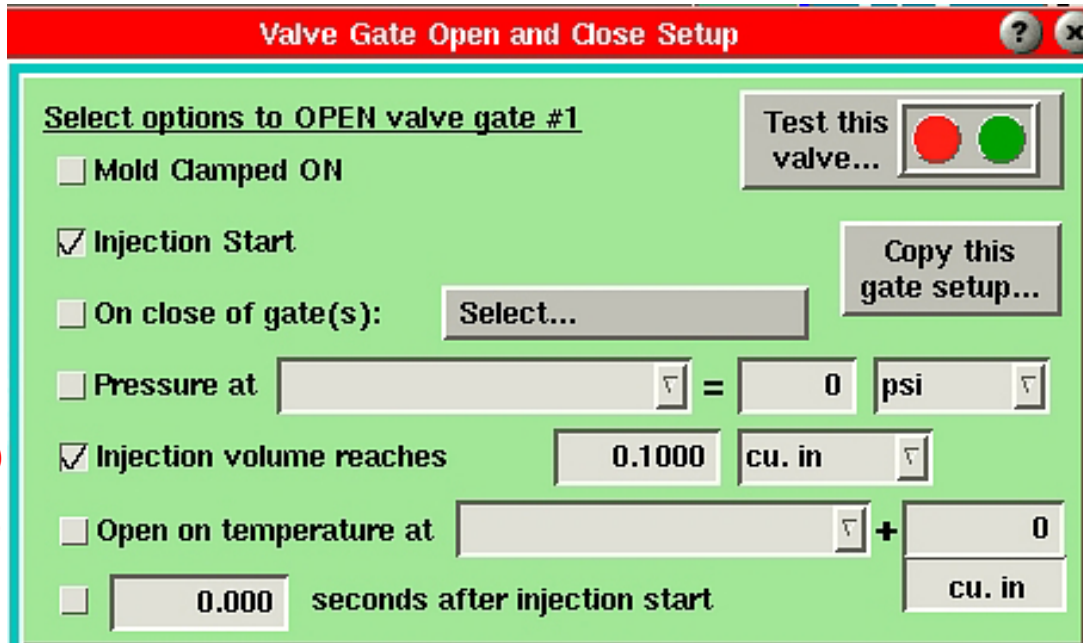 Valve Gate Open and Close Setup
?
Select options to OPEN valve gate #1
Test this
valve...
Mold Clamped ON
Injection Start
Copy this
gate setup...
On close of gate(s): Select...
Pressure at = 0 psi
Injection volume reaches 0.1000 cu. in
Open on temperature at + 0
cu. in
0.000 seconds after injection start